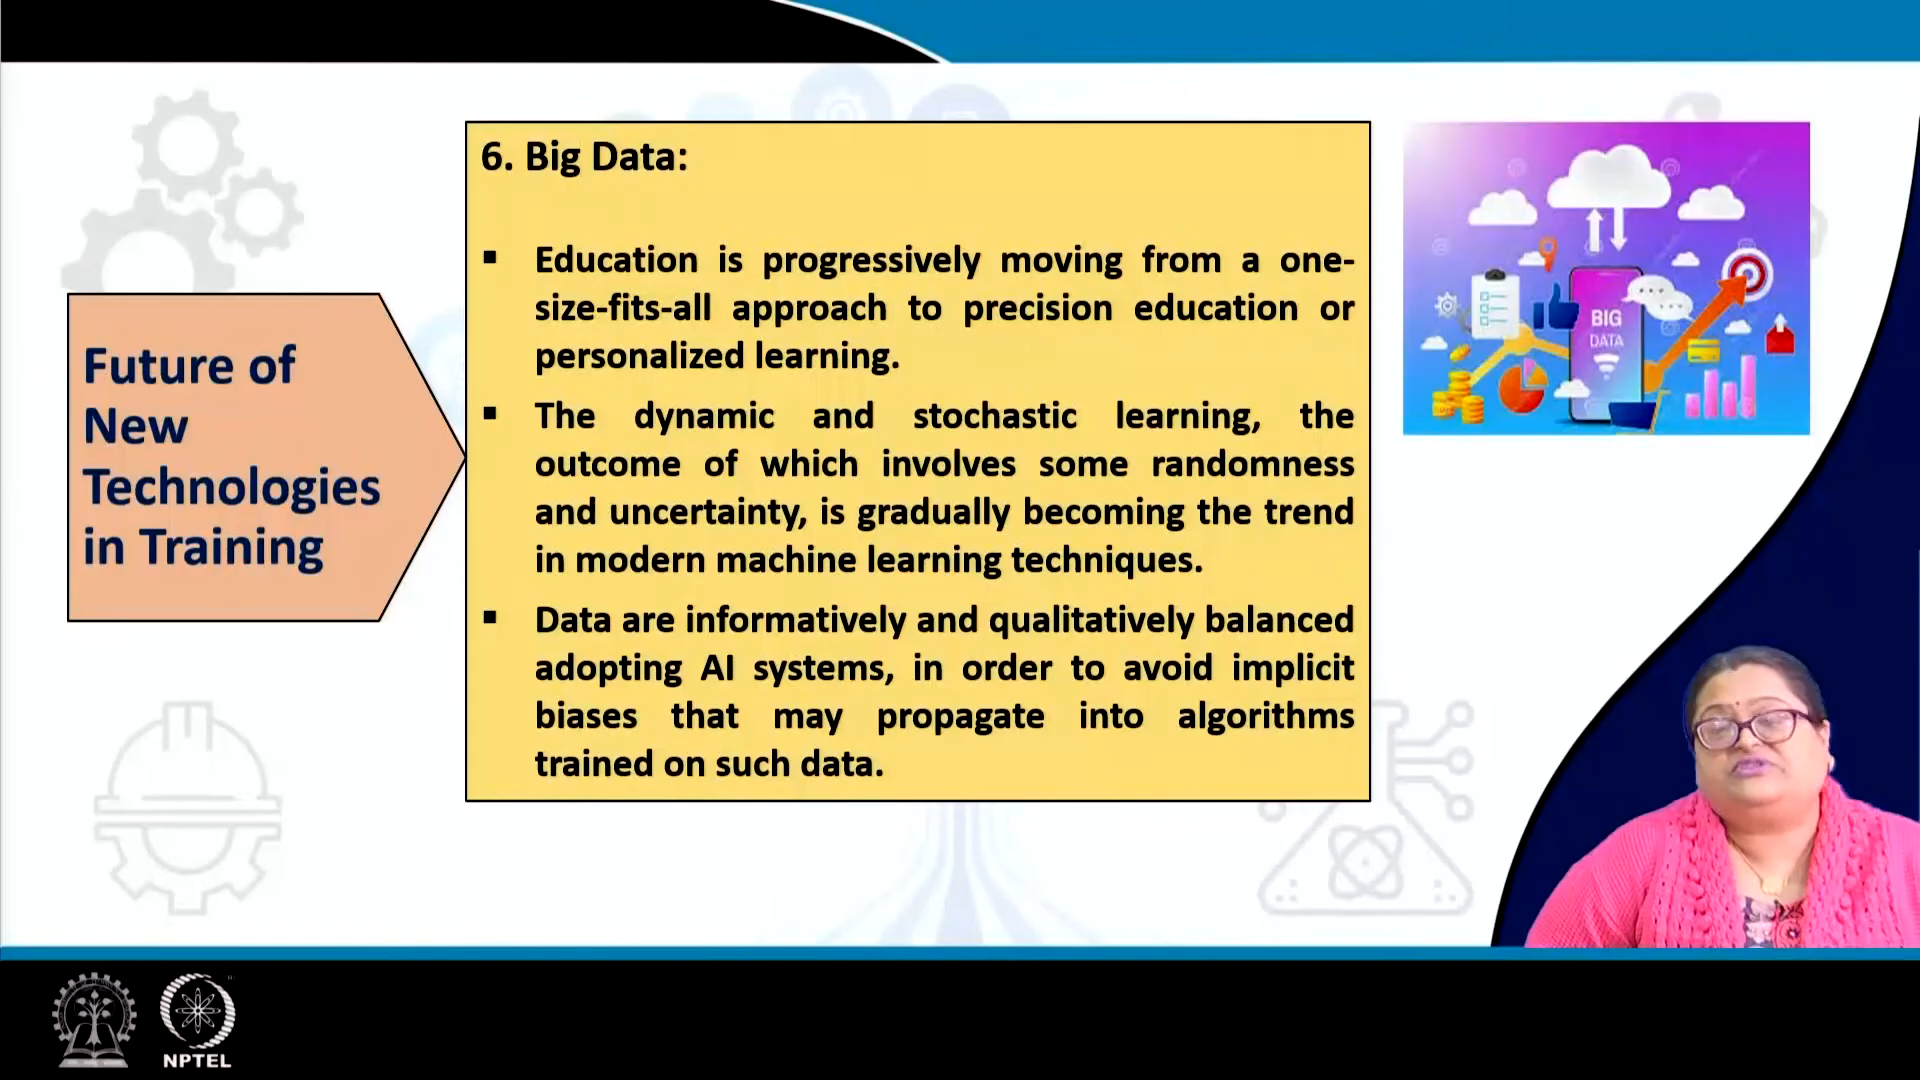 Future of
New
Technologies
in Training
6. Big Data:
▪ Education is progressively moving from a one-
size-fits-all approach to precision education or
personalized learning.
▪ The dynamic and stochastic learning, the
outcome of which involves some randomness
and uncertainty, is gradually becoming the trend
in modern machine learning techniques.
▪ Data are informatively and qualitatively balanced
adopting AI systems, in order to avoid implicit
biases that may propagate into algorithms
trained on such data.
BIG
DATA
NPTEL